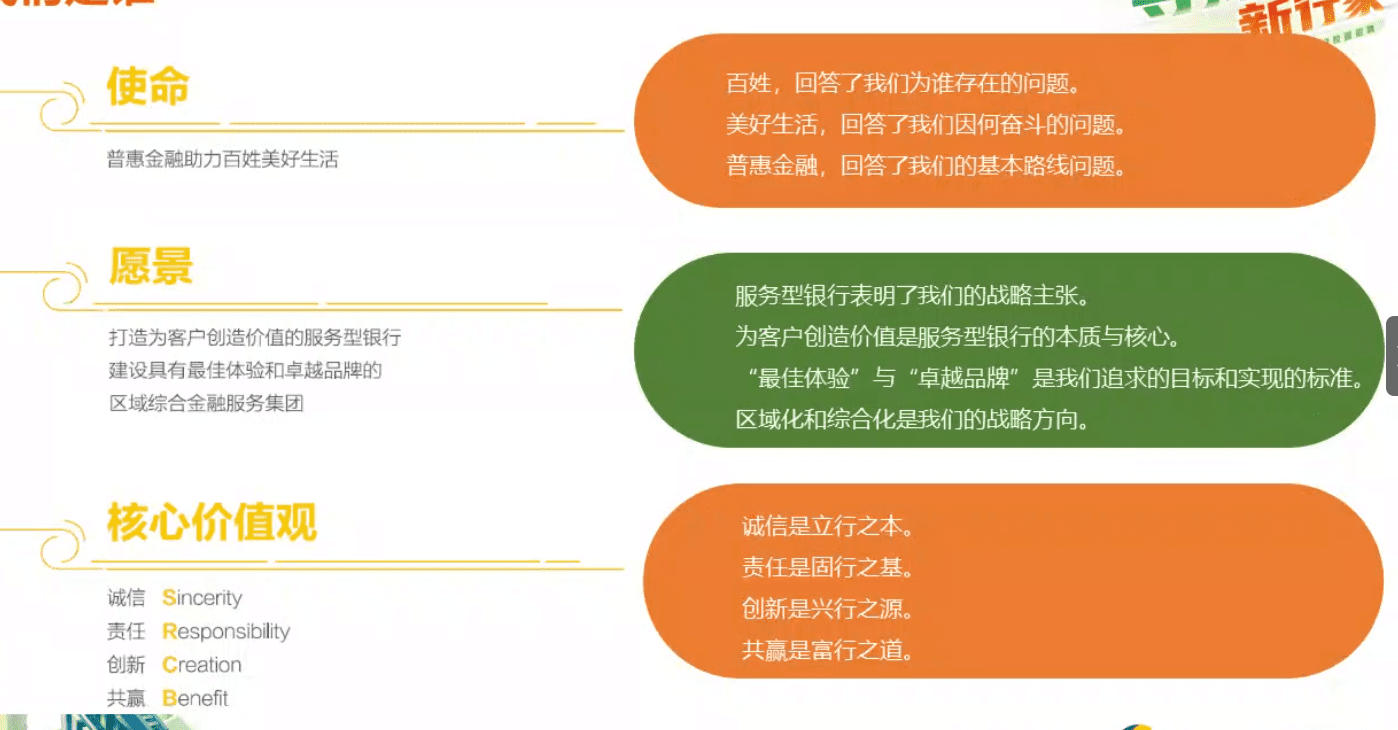 使命
普惠金融助力百姓美好生活
百姓，回答了我们为谁存在的问题。
美好生活，回答了我们因何奋斗的问题。
普惠金融，回答了我们的基本路线问题。
愿景
打造为客户创造价值的服务型银行
建设具有最佳体验和卓越品牌的
区域综合金融服务集团
服务型银行表明了我们的战略主张。
为客户创造价值是服务型银行的本质与核心。
“最佳体验”与“卓越品牌”是我们追求的目标和实现的标准。
区域化和综合化是我们的战略方向。
核心价值观
诚信 Sincerity
责任 Responsibility
创新 Creation
共赢 Benefit
诚信是立行之本。
责任是固行之基。
创新是兴行之源。
共赢是富行之道。